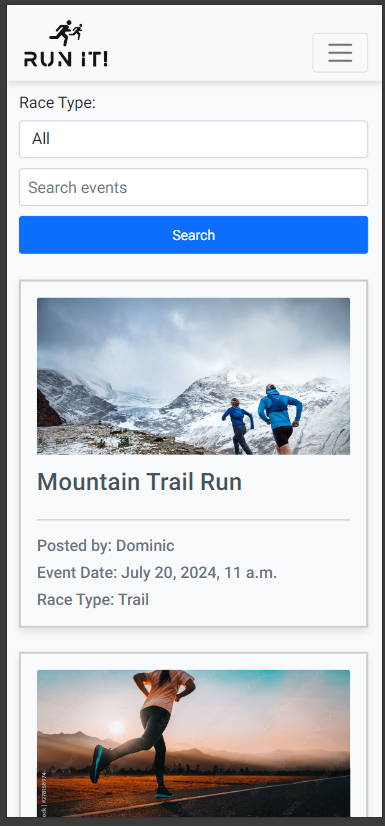 RUN IT!
Race Type:
All
Search events
Search
Mountain Trail Run
Posted by: Dominic
Event Date: July 20, 2024, 11 a.m.
Race Type: Trail